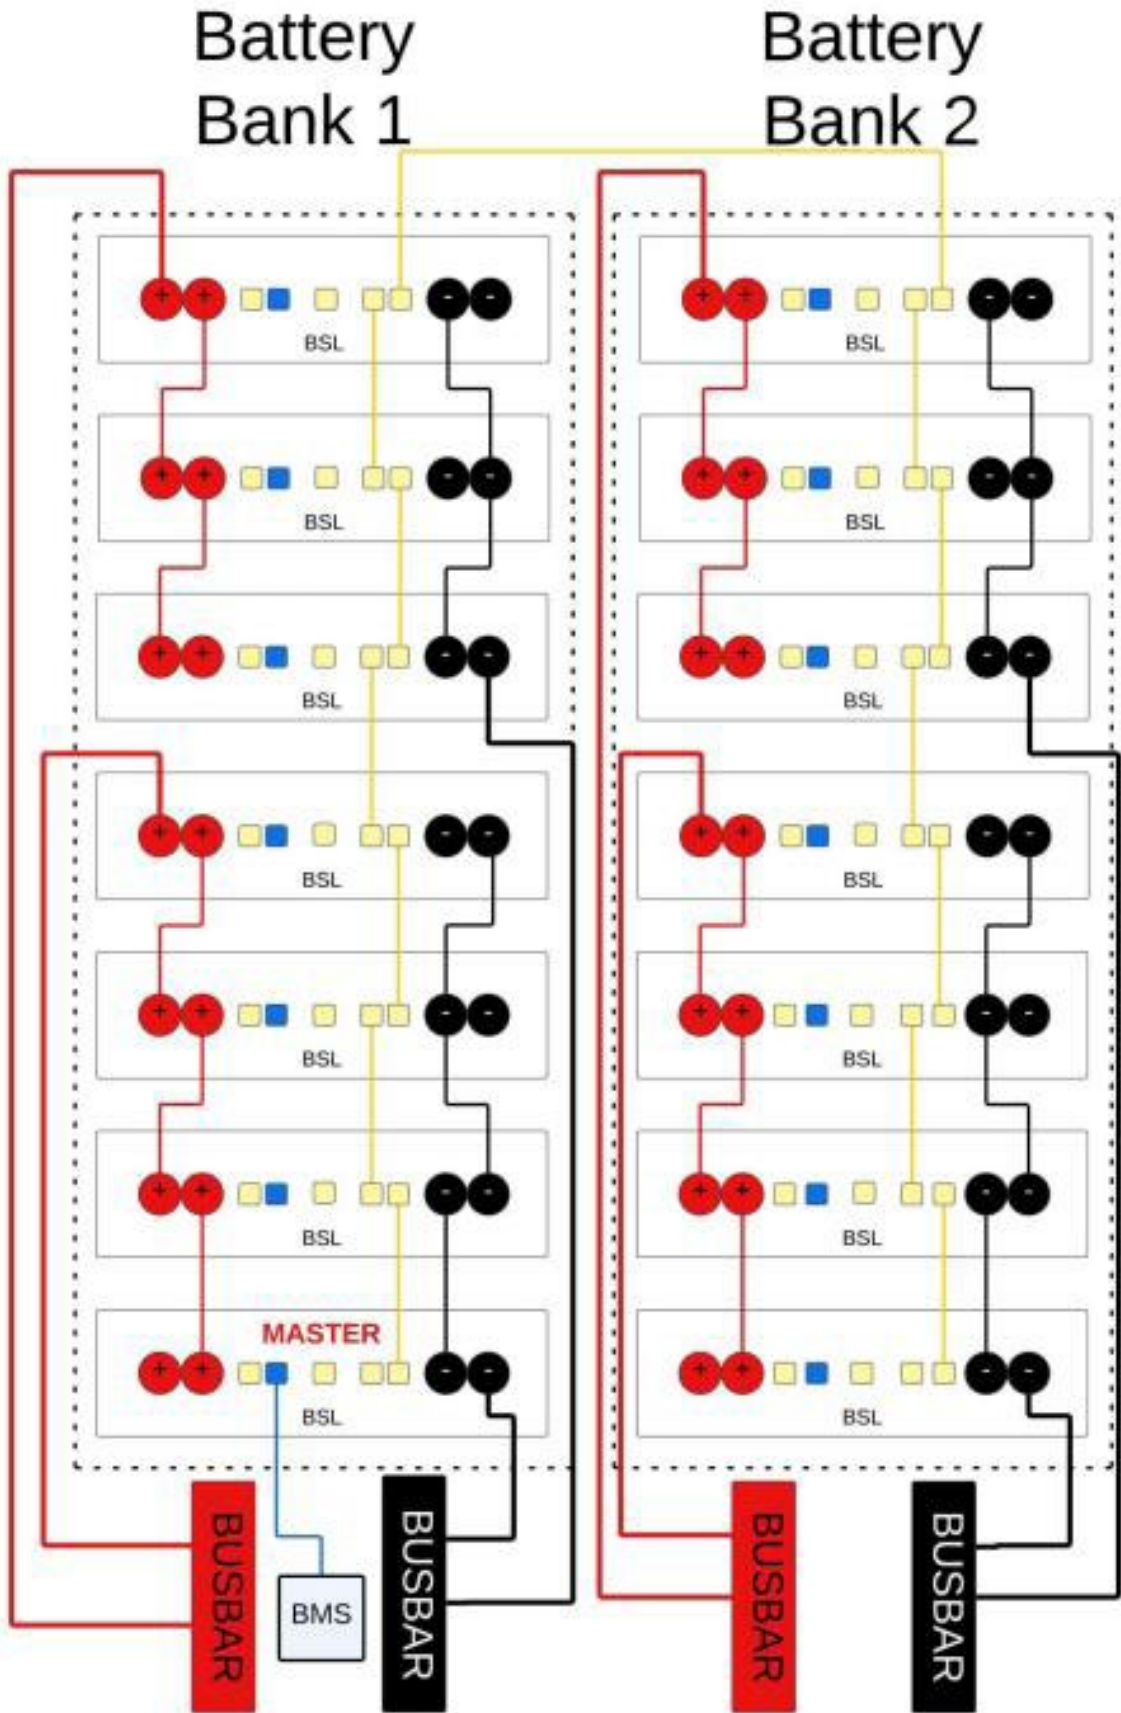 Battery
Bank 1
Battery
Bank 2
+ + - -
BSL
+ + - -
BSL
+ + - -
BSL
+ + - -
BSL
+ + - -
BSL
+ + - -
BSL
MASTER
+ + - -
BSL
+ + - -
BSL
+ + - -
BSL
+ + - -
BSL
+ + - -
BSL
+ + - -
BSL
+ + - -
BSL
+ + - -
BSL
BUSBAR
BMS
BUSBAR
BUSBAR
BUSBAR